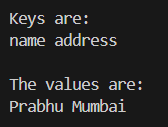 Keys are:
name address
The values are:
Prabhu Mumbai